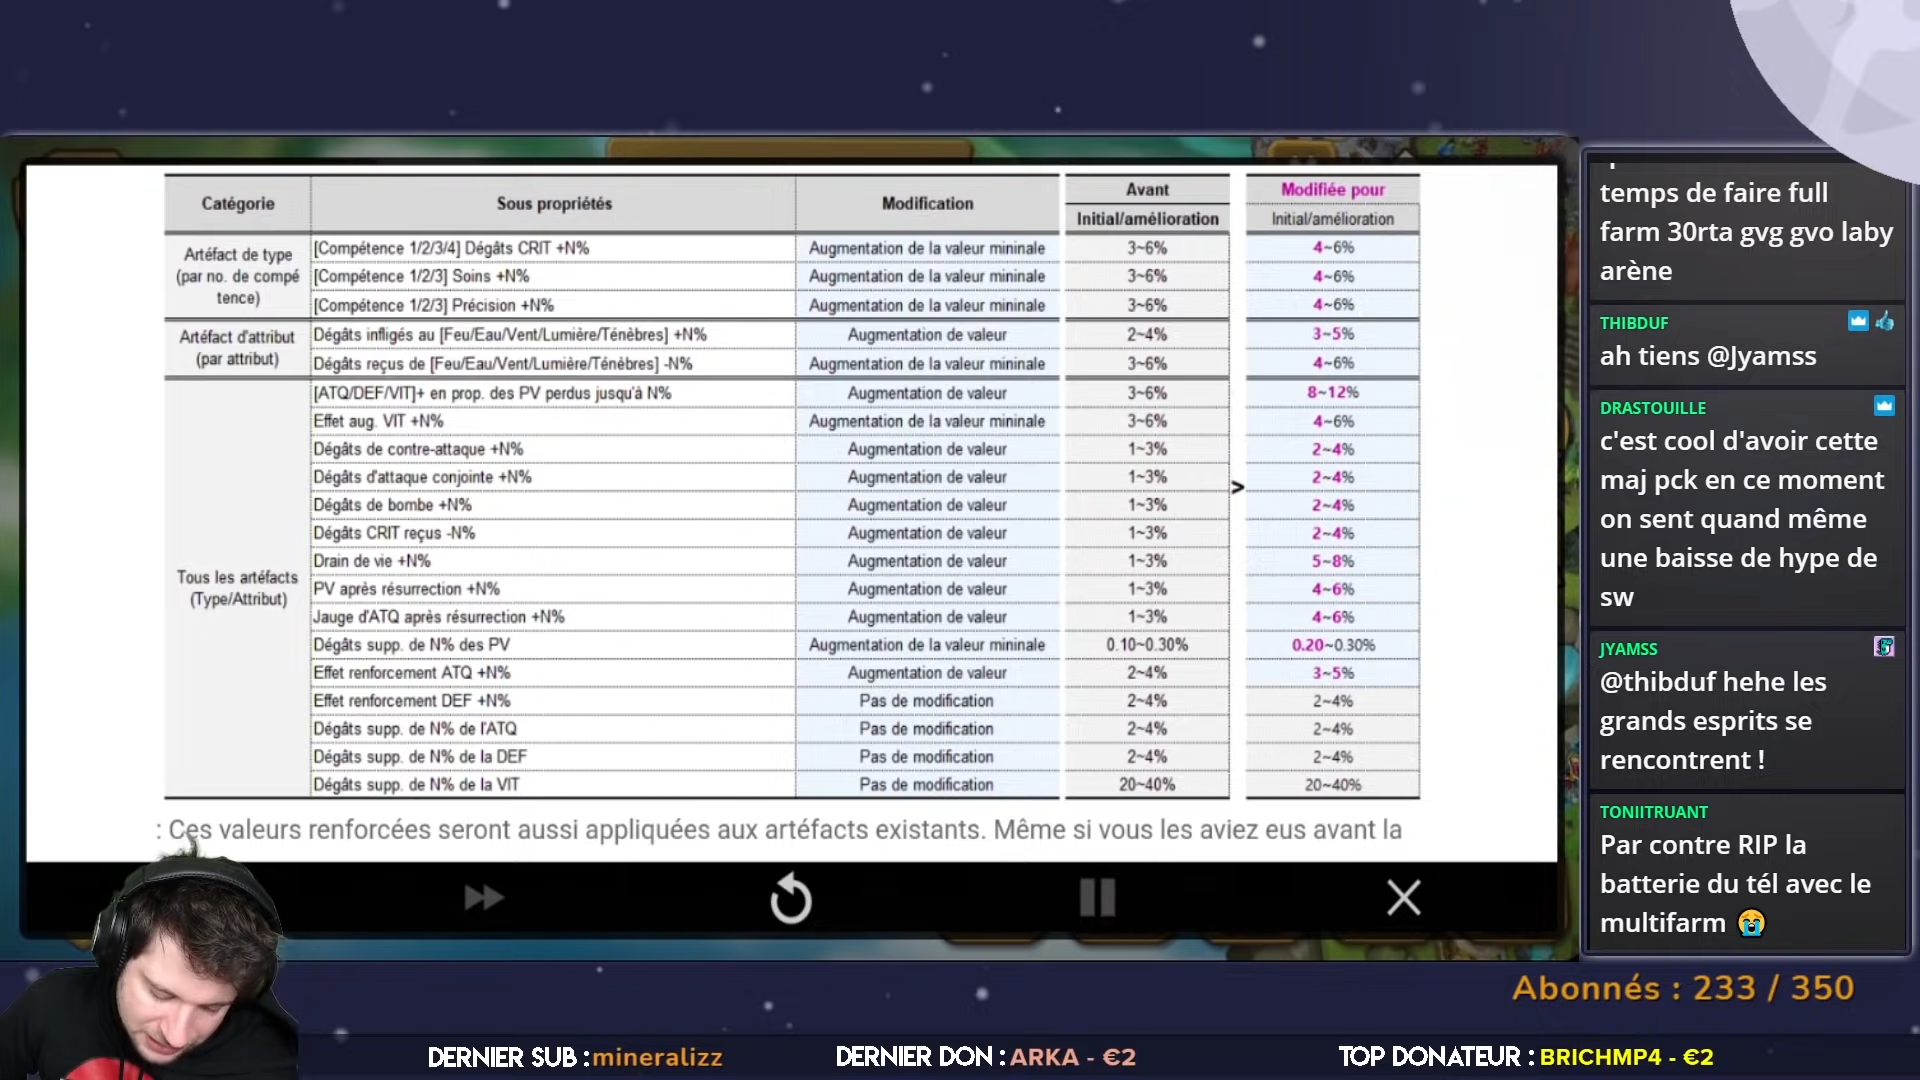 Catégorie
Sous propriétés
Modification
Avant
Modifiée pour
Initial/amélioration
Initial/amélioration
Artéfact de type
(par no. de compé
tence)
[Compétence 1/2/3/4] Dégâts CRIT +N%
Augmentation de la valeur mininale
3~6%
4~6%
[Compétence 1/2/3] Soins +N%
Augmentation de la valeur mininale
3~6%
4~6%
[Compétence 1/2/3] Précision +N%
Augmentation de la valeur mininale
3~6%
4~6%
Artéfact d'attribut
(par attribut)
Dégâts infligés au [Feu/Eau/Vent/Lumière/Ténèbres] +N%
Augmentation de valeur
2~4%
3~5%
Dégâts reçus de [Feu/Eau/Vent/Lumière/Ténèbres] -N%
Augmentation de la valeur mininale
3~6%
4~6%
Tous les artéfacts
(Type/Attribut)
[ATQ/DEF/VIT]+ en prop. des PV perdus jusqu'à N%
Augmentation de valeur
3~6%
8~12%
Effet aug. VIT +N%
Augmentation de la valeur mininale
3~6%
4~6%
Dégâts de contre-attaque +N%
Augmentation de valeur
1~3%
2~4%
Dégâts d'attaque conjointe +N%
Augmentation de valeur
1~3%
2~4%
>
Dégâts de bombe +N%
Augmentation de valeur
1~3%
2~4%
Dégâts CRIT reçus -N%
Augmentation de valeur
1~3%
2~4%
Drain de vie +N%
Augmentation de valeur
1~3%
5~8%
PV après résurrection +N%
Augmentation de valeur
1~3%
4~6%
Jauge d'ATQ après résurrection +N%
Augmentation de valeur
1~3%
4~6%
Dégâts supp. de N% des PV
Augmentation de la valeur mininale
0.10~0.30%
0.20~0.30%
Effet renforcement ATQ +N%
Augmentation de valeur
2~4%
3~5%
Effet renforcement DEF +N%
Pas de modification
2~4%
2~4%
Dégâts supp. de N% de l'ATQ
Pas de modification
2~4%
2~4%
Dégâts supp. de N% de la DEF
Pas de modification
2~4%
2~4%
Dégâts supp. de N% de la VIT
Pas de modification
20~40%
20~40%
: Ces valeurs renforcées seront aussi appliquées aux artéfacts existants. Même si vous les aviez eus avant la
temps de faire full
farm 30rta gvg gvo laby
arène
THIBDUF
ah tiens @Jyamss
DRASTOUILLE
c'est cool d'avoir cette
maj pck en ce moment
on sent quand même
une baisse de hype de
sw
JYAMSS
@thibduf hehe les
grands esprits se
rencontrent !
TONIITRUANT
Par contre RIP la
batterie du tél avec le
multifarm 😭
Abonnés : 233 / 350
DERNIER SUB : mineralizz
DERNIER DON : ARKA - €2
TOP DONATEUR : BRICHMP4 - €2